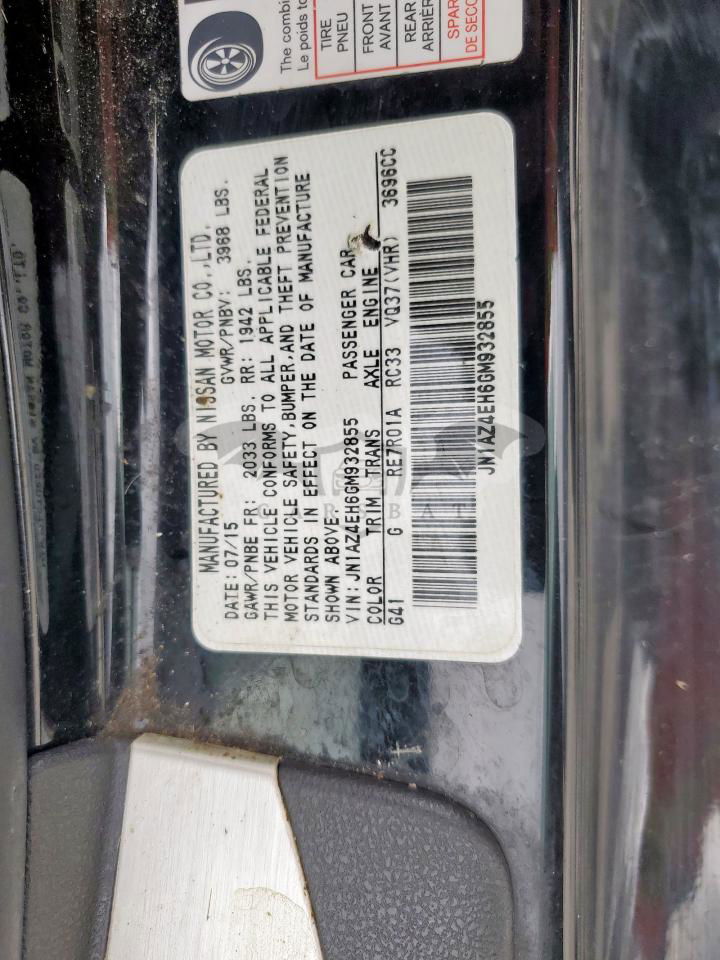 The combi
Le poids to
TIRE
PNEU
FRONT
AVANT
REAR
ARRIÈR
SPAR
DE SECO
MANUFACTURED BY NISSAN MOTOR CO.,LTD.
DATE: 07/15 GVWR/PNBV: 3968 LBS.
GAWR/PNBE FR: 2033 LBS. RR: 1942 LBS.
THIS VEHICLE CONFORMS TO ALL APPLICABLE FEDERAL
MOTOR VEHICLE SAFETY,BUMPER,AND THEFT PREVENTION
STANDARDS IN EFFECT ON THE DATE OF MANUFACTURE
SHOWN ABOVE.
VIN: JN1AZ4EH6GM932855 PASSENGER CAR
COLOR TRIM TRANS AXLE ENGINE
G41 G RE7R01A RC33 VQ37(VHR) 3696CC
JN1AZ4EH6GM932855